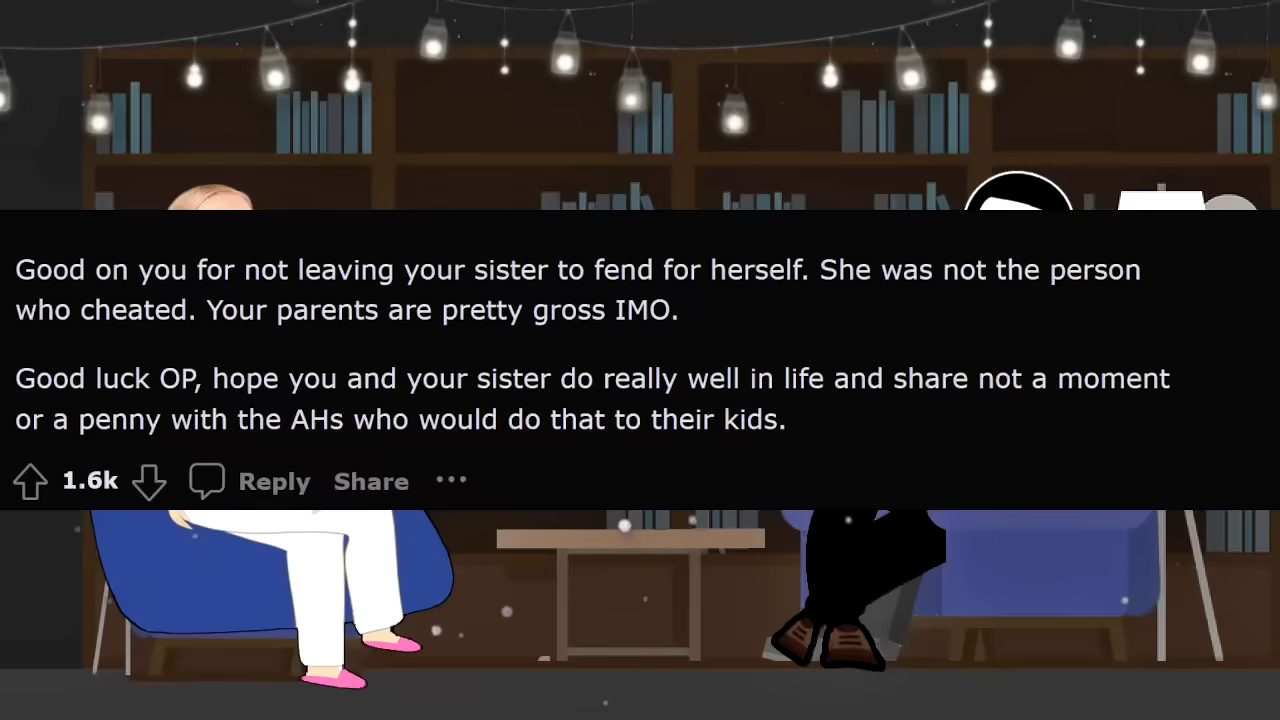 Good on you for not leaving your sister to fend for herself. She was not the person
who cheated. Your parents are pretty gross IMO.
Good luck OP, hope you and your sister do really well in life and share not a moment
or a penny with the AHs who would do that to their kids.
1.6k Reply Share